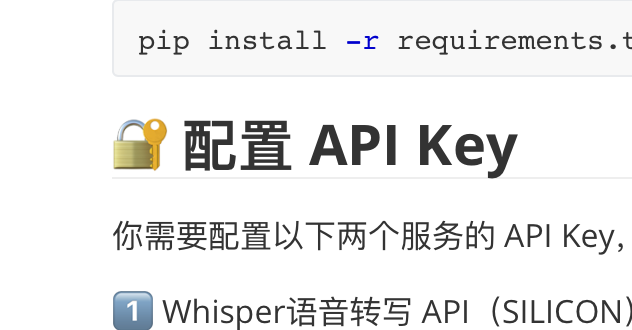 pip install -r requirements.t
🔐 配置 API Key
你需要配置以下两个服务的 API Key，
1️⃣ Whisper语音转写 API（SILICON）